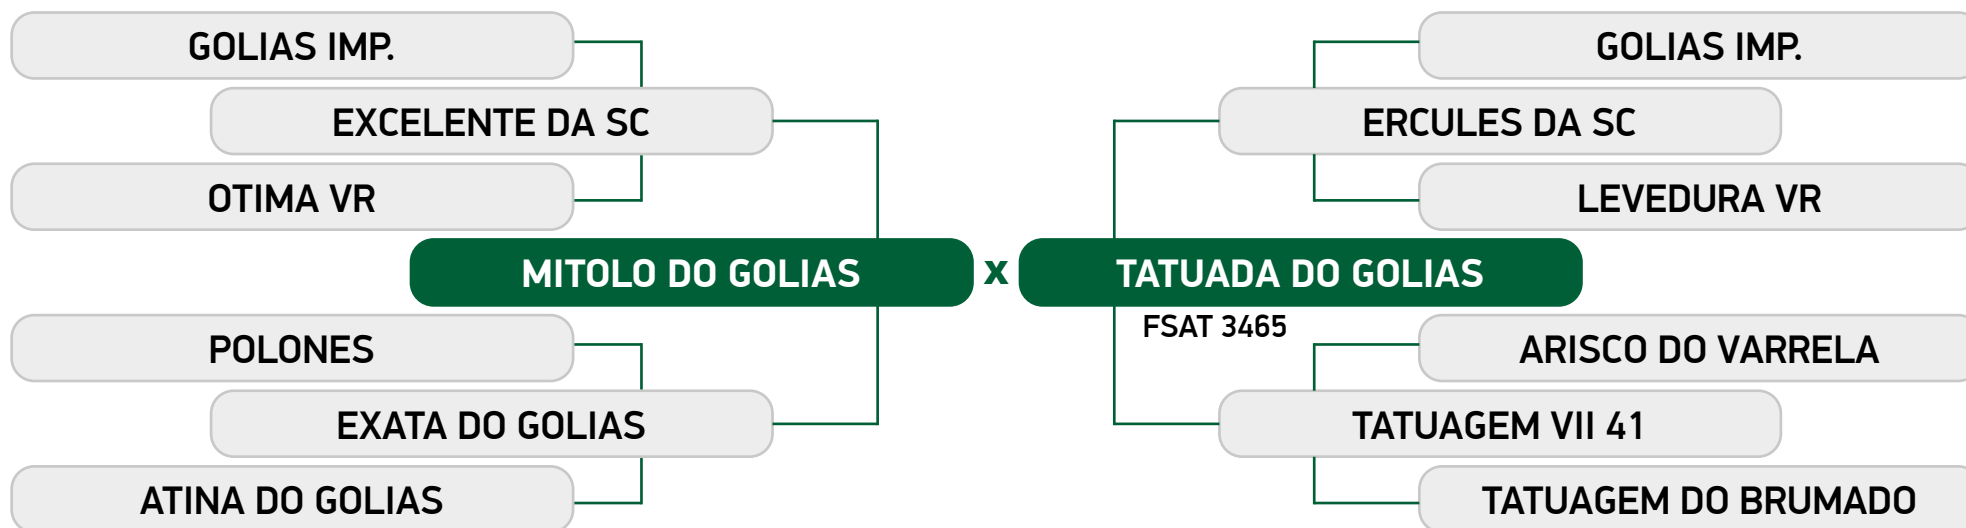 GOLIAS IMP.
GOLIAS IMP.
EXCELENTE DA SC
ERCULES DA SC
OTIMA VR
LEVEDURA VR
MITOLO DO GOLIAS x TATUADA DO GOLIAS
FSAT 3465
POLONES
ARISCO DO VARRELA
EXATA DO GOLIAS
TATUAGEM VII 41
ATINA DO GOLIAS
TATUAGEM DO BRUMADO